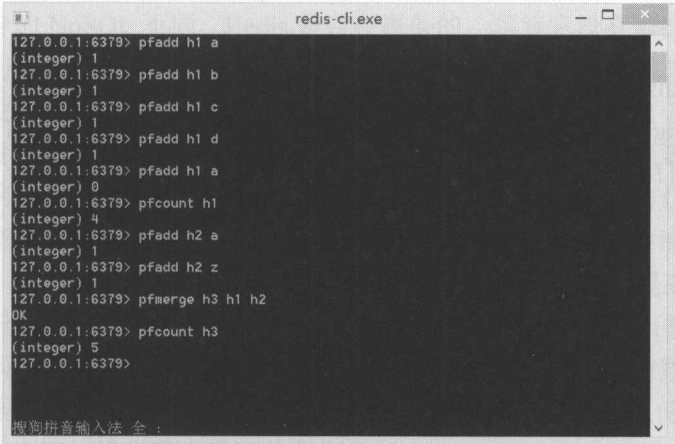 redis-cli.exe
127.0.0.1:6379> pfadd h1 a
(integer) 1
127.0.0.1:6379> pfadd h1 b
(integer) 1
127.0.0.1:6379> pfadd h1 c
(integer) 1
127.0.0.1:6379> pfadd h1 d
(integer) 1
127.0.0.1:6379> pfadd h1 a
(integer) 0
127.0.0.1:6379> pfcount h1
(integer) 4
127.0.0.1:6379> pfadd h2 a
(integer) 1
127.0.0.1:6379> pfadd h2 z
(integer) 1
127.0.0.1:6379> pfmerge h3 h1 h2
OK
127.0.0.1:6379> pfcount h3
(integer) 5
127.0.0.1:6379>
搜狗拼音输入法 全 :